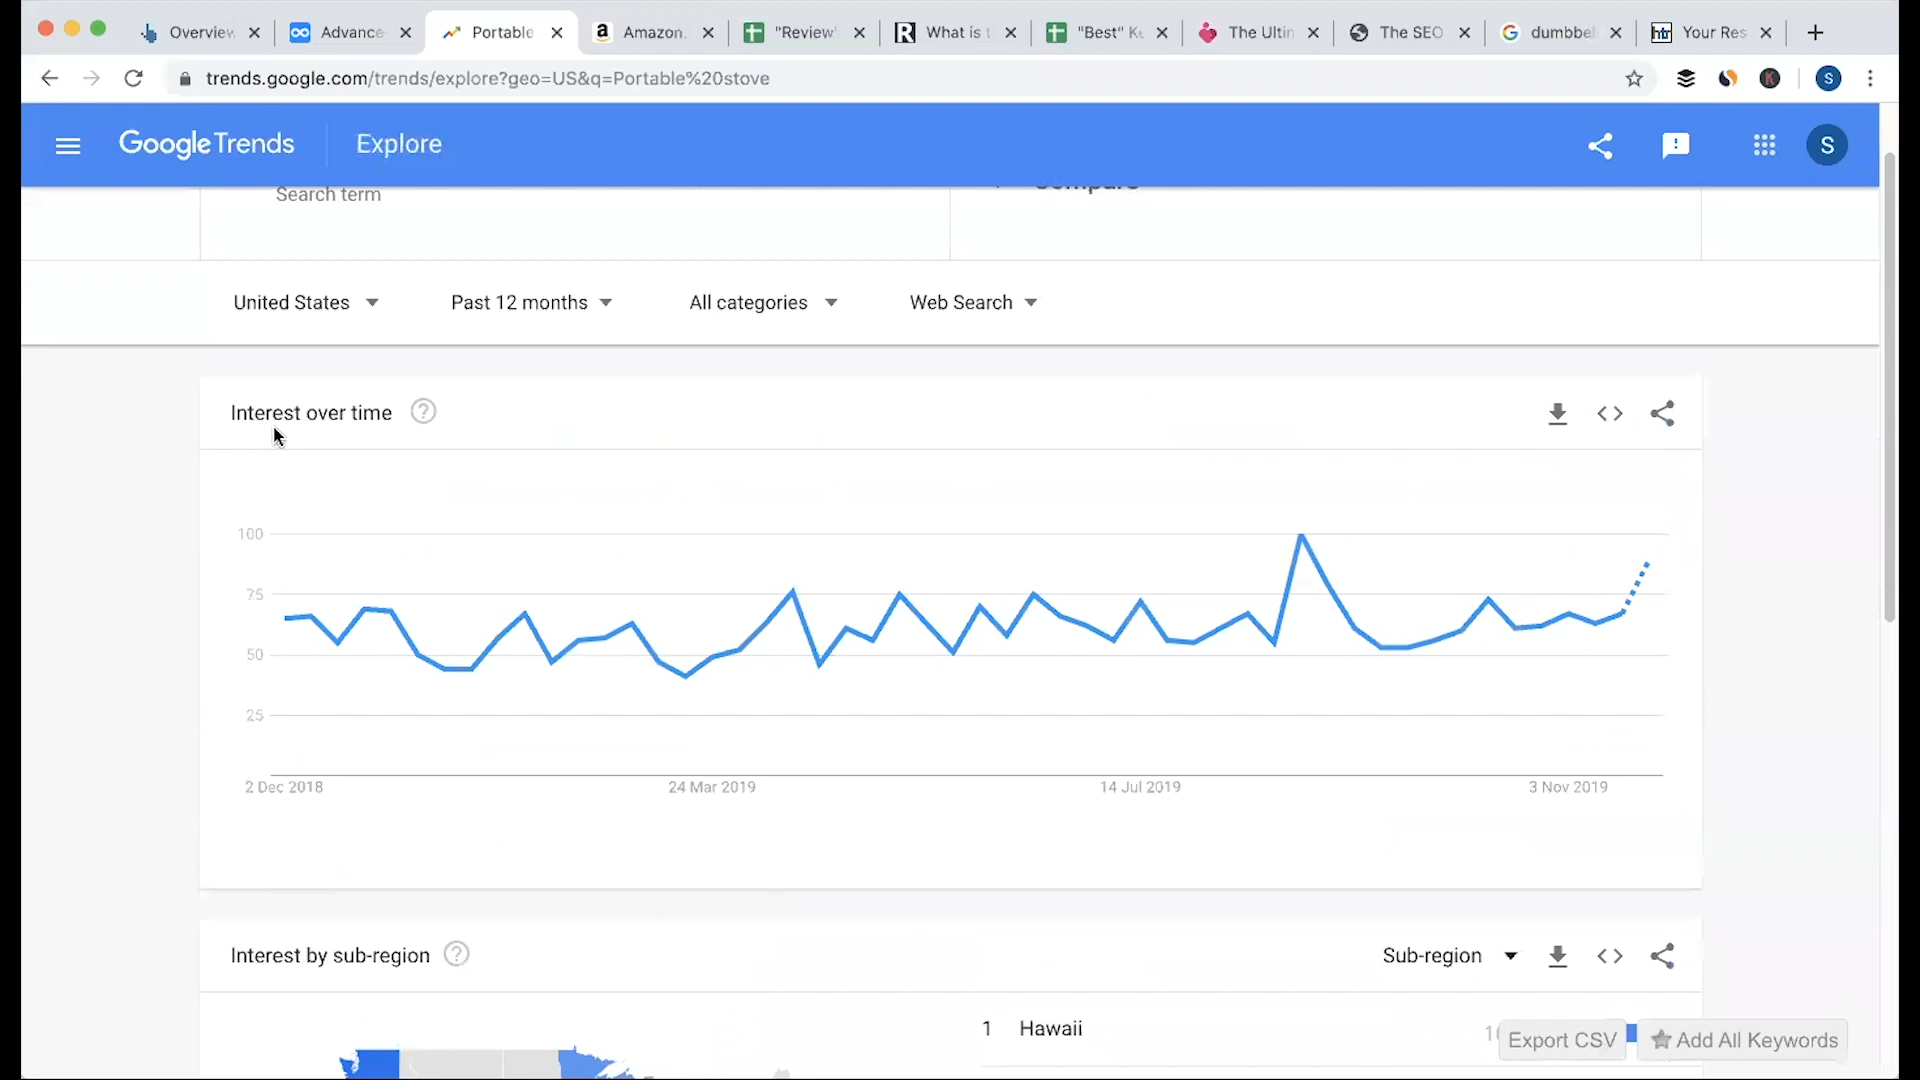 Overview
Advance
Portable
Amazon.
"Review"
What is t
"Best" Ke
The Ultin
The SEO
dumbbel
Your Res
trends.google.com/trends/explore?geo=US&q=Portable%20stove
S
Google Trends
Explore
S
Search term
Compare
United States
Past 12 months
All categories
Web Search
Interest over time
100
75
50
25
2 Dec 2018
24 Mar 2019
14 Jul 2019
3 Nov 2019
Interest by sub-region
Sub-region
1 Hawaii
Export CSV
Add All Keywords